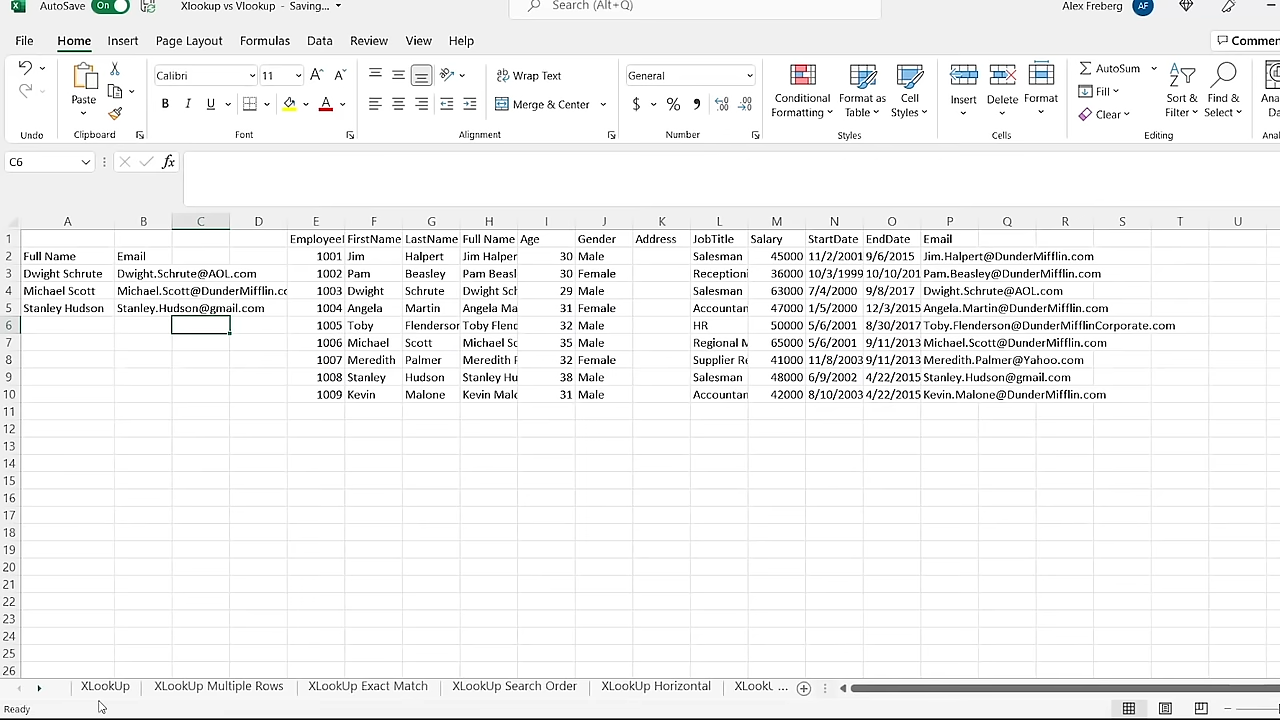 AutoSave On Xlookup vs Vlookup - Saving... Search (Alt+Q) Alex Freberg AF
File Home Insert Page Layout Formulas Data Review View Help
Calibri 11 Wrap Text General AutoSum
Paste Merge & Center Conditional Formatting Format as Table Cell Styles Insert Delete Format Fill Clear Sort & Filter Find & Select
Undo Clipboard Font Alignment Number Styles Cells Editing
C6 fx
A B C D E F G H I J K L M N O P Q R S T U
1 EmployeeI FirstName LastName Full Name Age Gender Address JobTitle Salary StartDate EndDate Email
2 Full Name Email 1001 Jim Halpert Jim Halper 30 Male Salesman 45000 11/2/2001 9/6/2015 Jim.Halpert@DunderMifflin.com
3 Dwight Schrute Dwight.Schrute@AOL.com 1002 Pam Beasley Pam Beasl 30 Female Receptioni 36000 10/3/1999 10/10/201 Pam.Beasley@DunderMifflin.com
4 Michael Scott Michael.Scott@DunderMifflin.co 1003 Dwight Schrute Dwight Sch 29 Male Salesman 63000 7/4/2000 9/8/2017 Dwight.Schrute@AOL.com
5 Stanley Hudson Stanley.Hudson@gmail.com 1004 Angela Martin Angela Ma 31 Female Accountan 47000 1/5/2000 12/3/2015 Angela.Martin@DunderMifflin.com
6 1005 Toby Flenderson Toby Flend 32 Male HR 50000 5/6/2001 8/30/2017 Toby.Flenderson@DunderMifflinCorporate.com
7 1006 Michael Scott Michael Sc 35 Male Regional M 65000 5/6/2001 9/11/2013 Michael.Scott@DunderMifflin.com
8 1007 Meredith Palmer Meredith P 32 Female Supplier Re 41000 11/8/2003 9/11/2013 Meredith.Palmer@Yahoo.com
9 1008 Stanley Hudson Stanley Hu 38 Male Salesman 48000 6/9/2002 4/22/2015 Stanley.Hudson@gmail.com
10 1009 Kevin Malone Kevin Malo 31 Male Accountan 42000 8/10/2003 4/22/2015 Kevin.Malone@DunderMifflin.com
11
12
13
14
15
16
17
18
19
20
21
22
23
24
25
26
XLookUp XLookUp Multiple Rows XLookUp Exact Match XLookUp Search Order XLookUp Horizontal XLookU ...
Ready